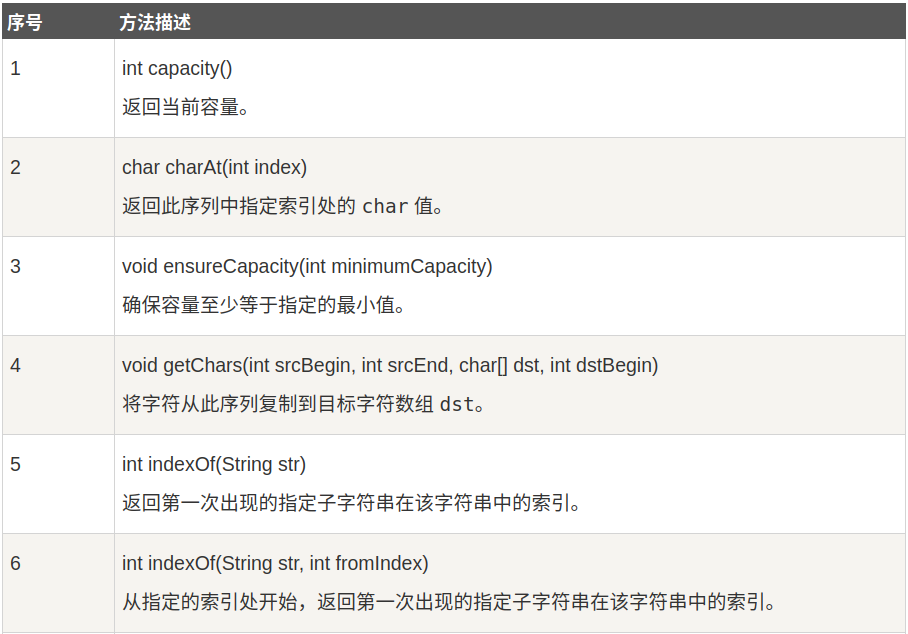 序号 方法描述
1 int capacity()
返回当前容量。
2 char charAt(int index)
返回此序列中指定索引处的 char 值。
3 void ensureCapacity(int minimumCapacity)
确保容量至少等于指定的最小值。
4 void getChars(int srcBegin, int srcEnd, char[] dst, int dstBegin)
将字符从此序列复制到目标字符数组 dst。
5 int indexOf(String str)
返回第一次出现的指定子字符串在该字符串中的索引。
6 int indexOf(String str, int fromIndex)
从指定的索引处开始，返回第一次出现的指定子字符串在该字符串中的索引。